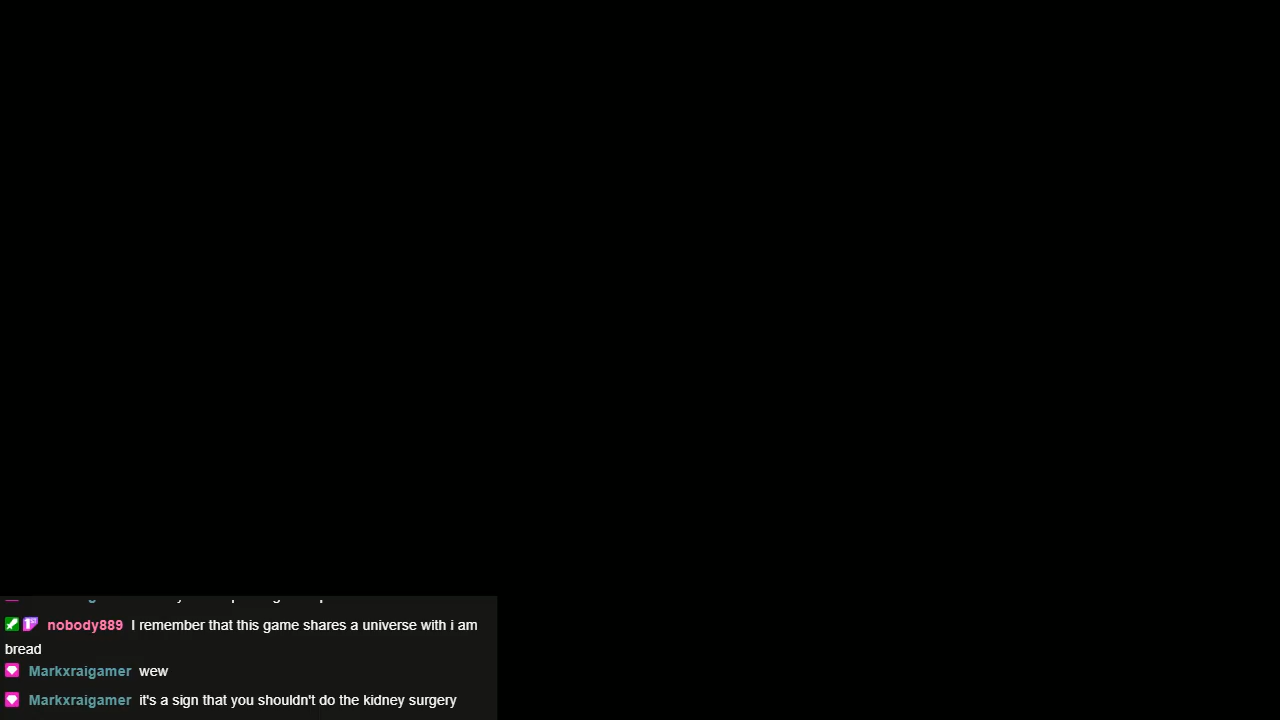 nobody889 I remember that this game shares a universe with i am
bread
Markxraigamer wew
Markxraigamer it's a sign that you shouldn't do the kidney surgery